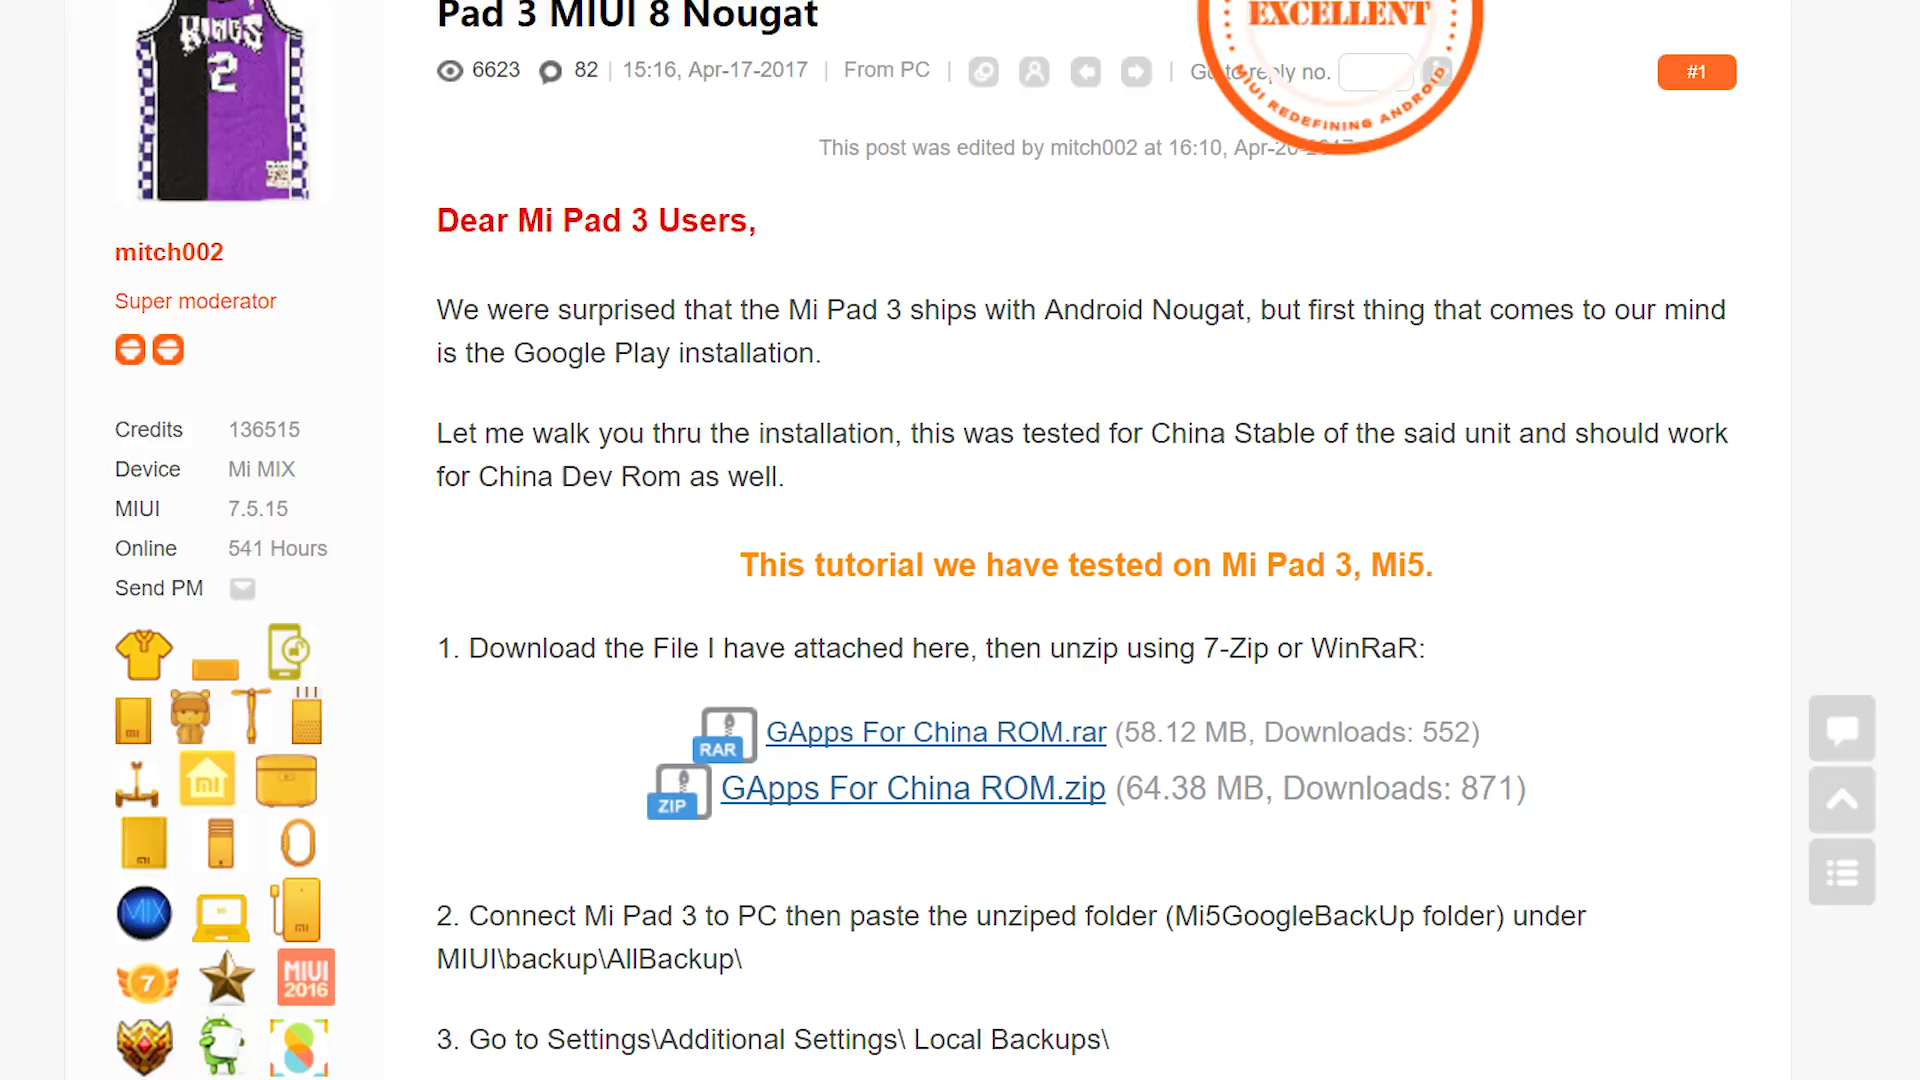 Pad 3 MIUI 8 Nougat
EXCELLENT
MIUI REDEFINING ANDROID
6623 82 | 15:16, Apr-17-2017 | From PC | | Go to reply no.
#1
This post was edited by mitch002 at 16:10, Apr-20-2017
KINGS
2
mitch002
Super moderator
Credits 136515
Device Mi MIX
MIUI 7.5.15
Online 541 Hours
Send PM
MIX
7
MIUI
2016
Dear Mi Pad 3 Users,
We were surprised that the Mi Pad 3 ships with Android Nougat, but first thing that comes to our mind
is the Google Play installation.
Let me walk you thru the installation, this was tested for China Stable of the said unit and should work
for China Dev Rom as well.
This tutorial we have tested on Mi Pad 3, Mi5.
1. Download the File I have attached here, then unzip using 7-Zip or WinRaR:
RAR GApps For China ROM.rar (58.12 MB, Downloads: 552)
ZIP GApps For China ROM.zip (64.38 MB, Downloads: 871)
2. Connect Mi Pad 3 to PC then paste the unziped folder (Mi5GoogleBackUp folder) under
MIUI\backup\AllBackup\
3. Go to Settings\Additional Settings\ Local Backups\